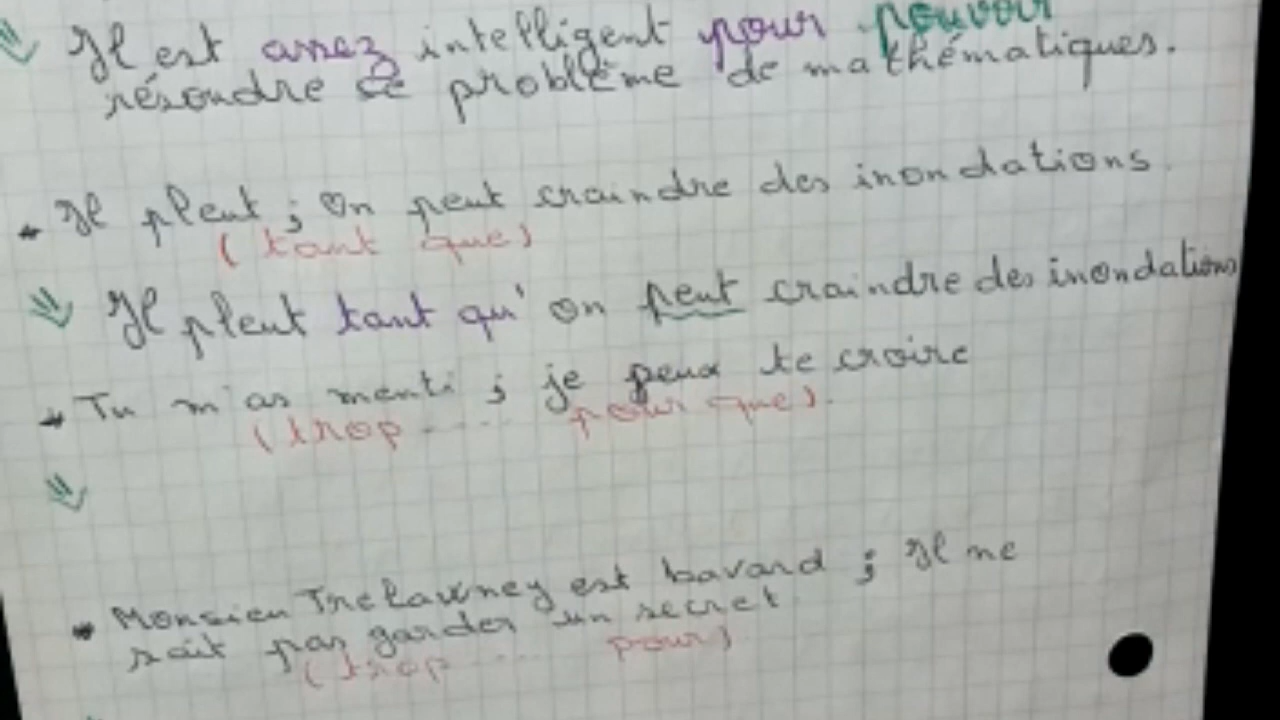 Il est assez intelligent pour pouvoir
résoudre ce problème de mathématiques.
Il pleut ; On peut craindre des inondations.
(tant que)
Il pleut tant qu'on peut craindre des inondations
Tu m'as menti ; je peux te croire
(trop ..... pour que).
Monsieur Trelawney est bavard ; Il ne
sait pas garder un secret
(trop .... pour)